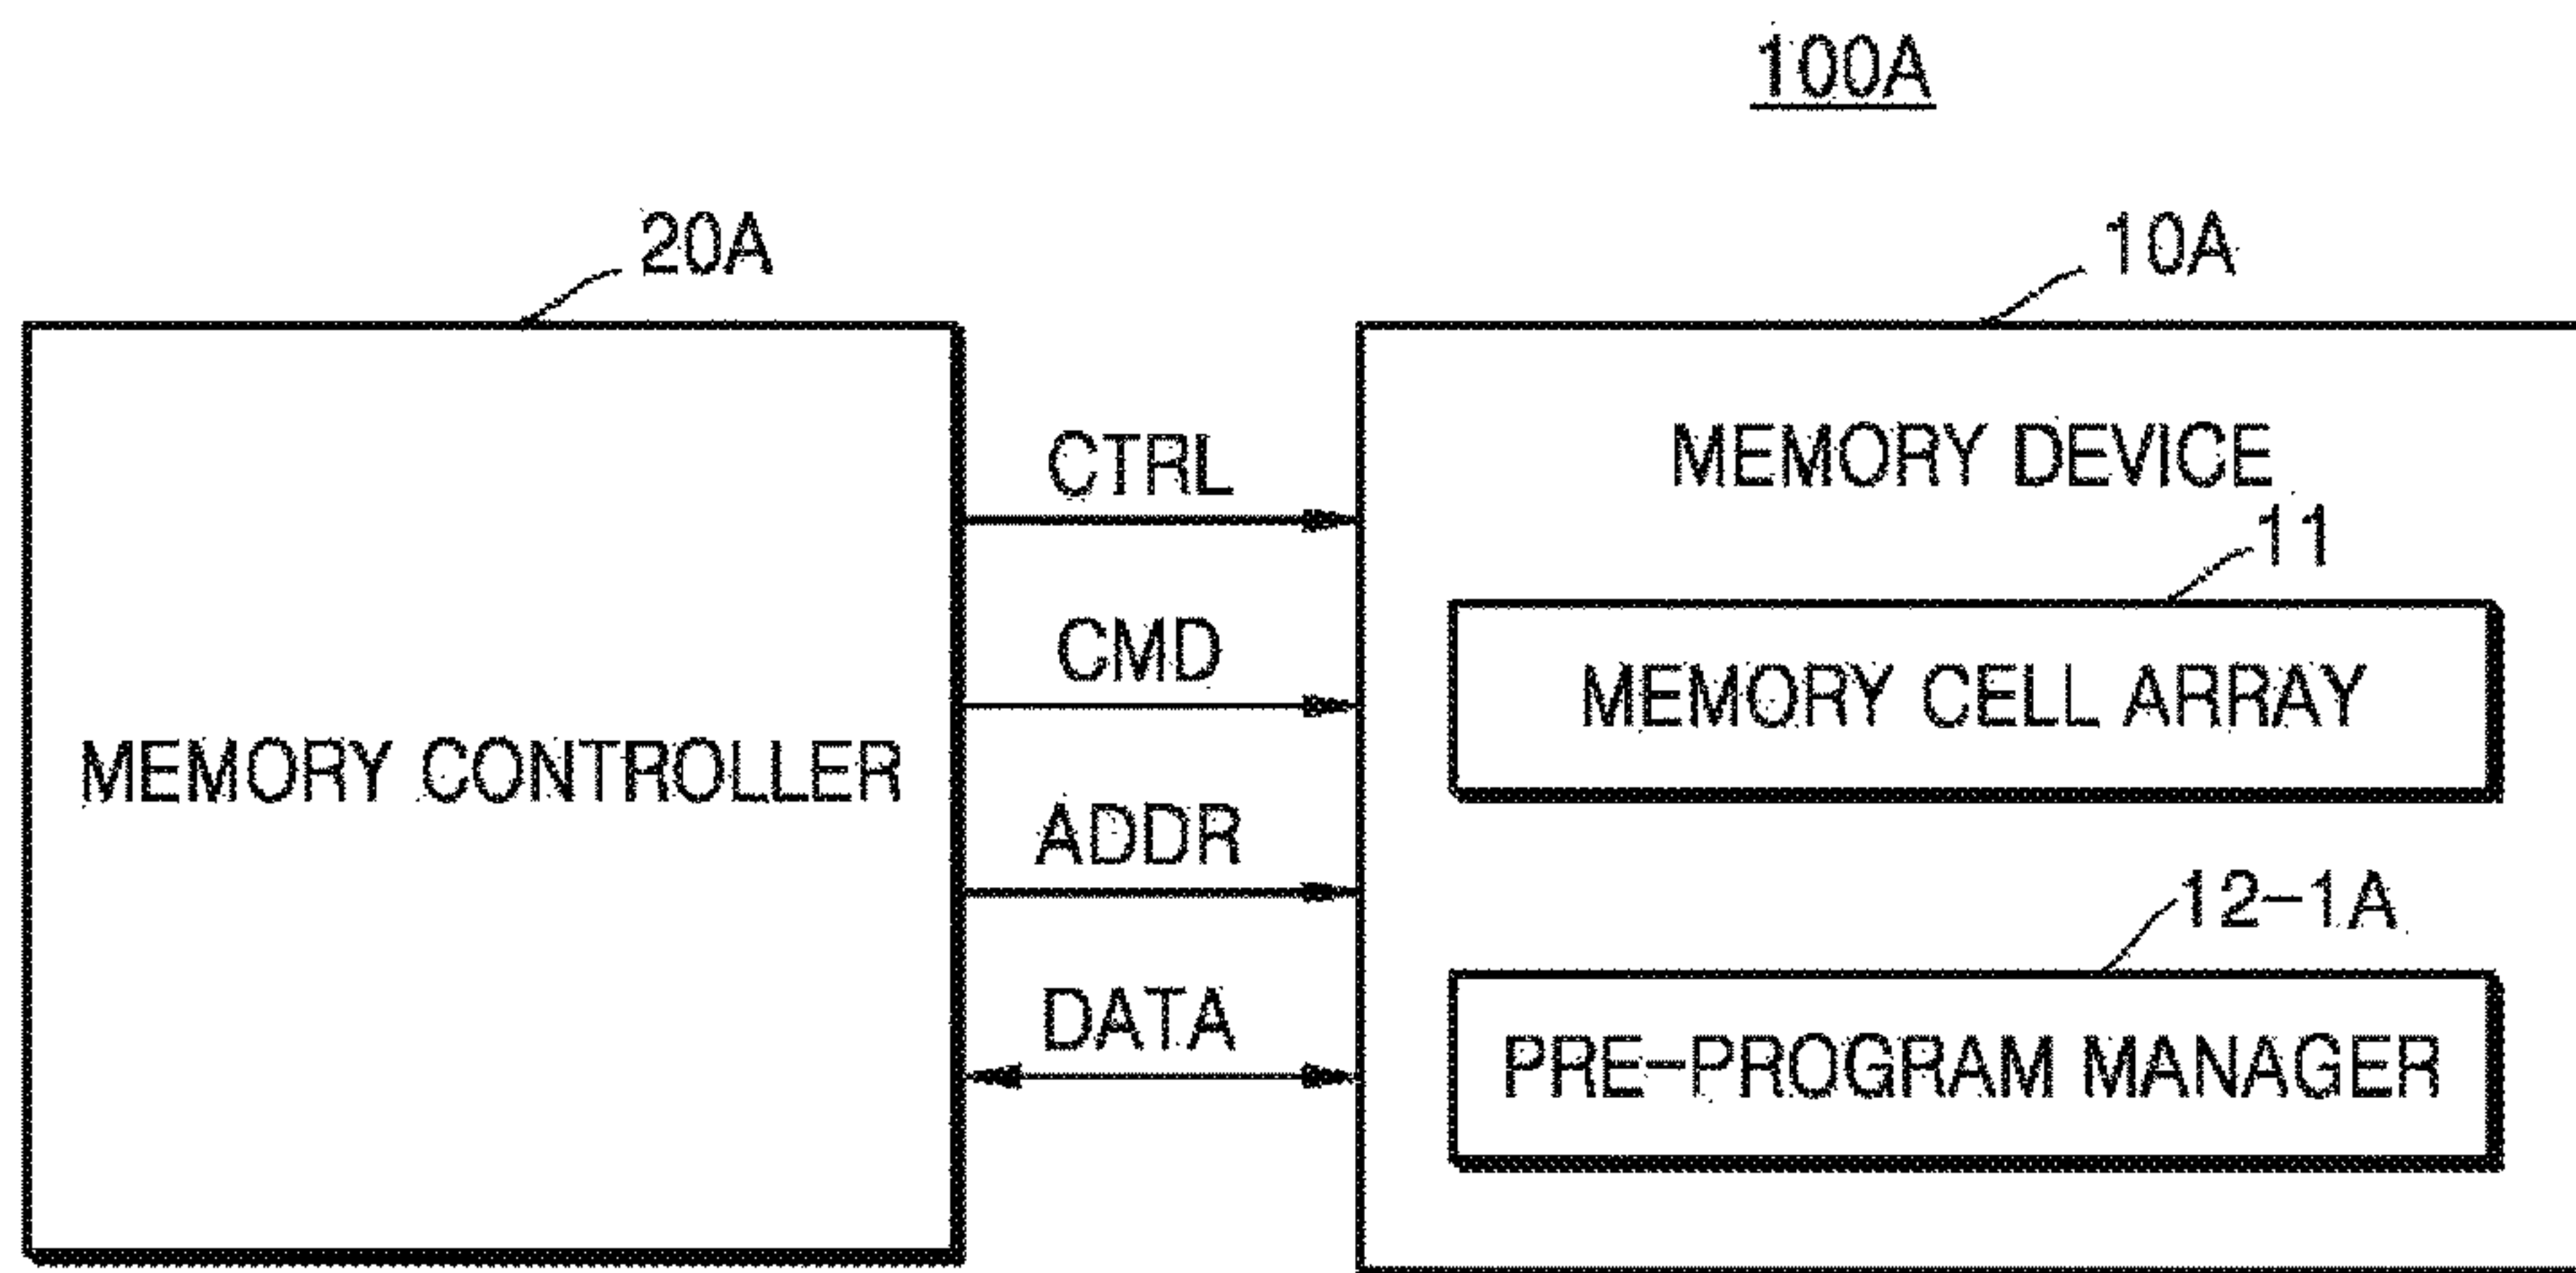 100A
20A
10A
MEMORY CONTROLLER
CTRL
CMD
ADDR
DATA
MEMORY DEVICE
11
MEMORY CELL ARRAY
12-1A
PRE-PROGRAM MANAGER